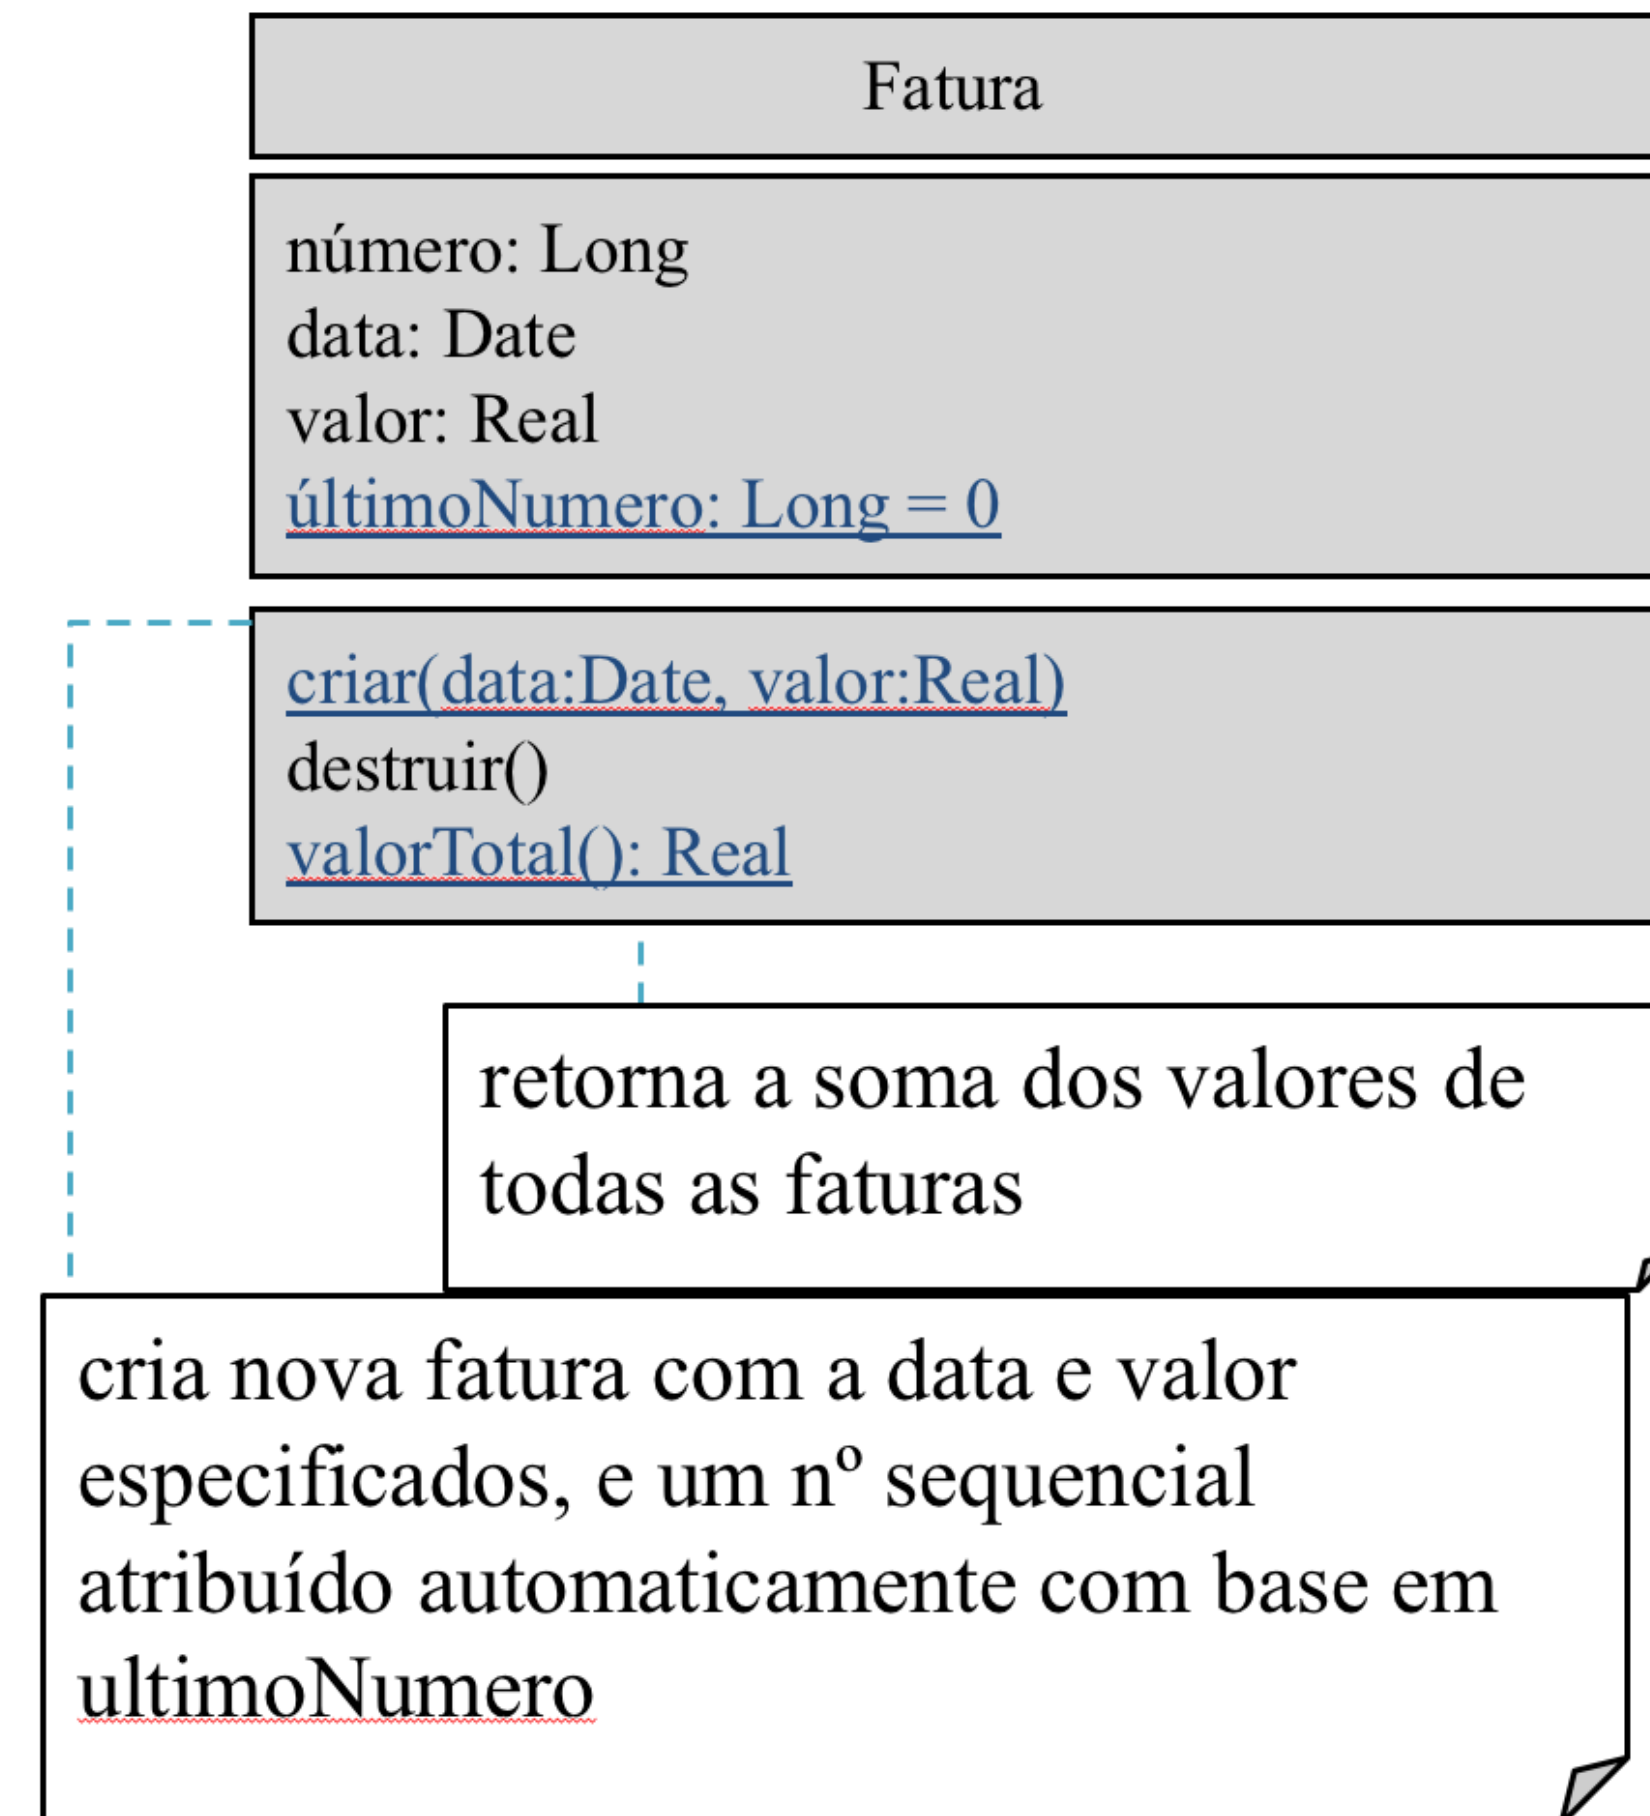 Fatura
número: Long
data: Date
valor: Real
últimoNumero: Long = 0
criar(data:Date, valor:Real)
destruir()
valorTotal(): Real
retorna a soma dos valores de
todas as faturas
cria nova fatura com a data e valor
especificados, e um nº sequencial
atribuído automaticamente com base em
ultimoNumero